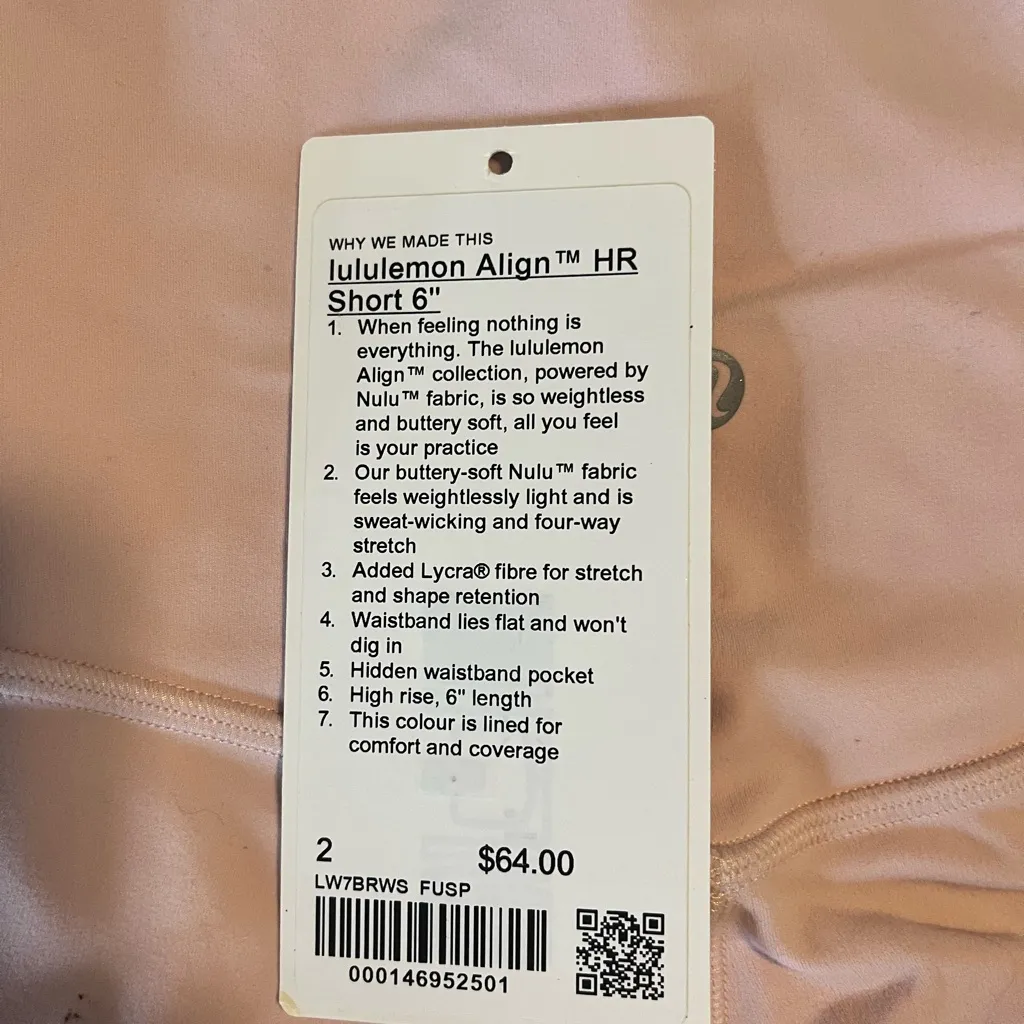 WHY WE MADE THIS
lululemon Align™ HR
Short 6"
1. When feeling nothing is
everything. The lululemon
Align™ collection, powered by
Nulu™ fabric, is so weightless
and buttery soft, all you feel
is your practice
2. Our buttery-soft Nulu™ fabric
feels weightlessly light and is
sweat-wicking and four-way
stretch
3. Added Lycra® fibre for stretch
and shape retention
4. Waistband lies flat and won't
dig in
5. Hidden waistband pocket
6. High rise, 6" length
7. This colour is lined for
comfort and coverage
2 $64.00
LW7BRWS FUSP
000146952501